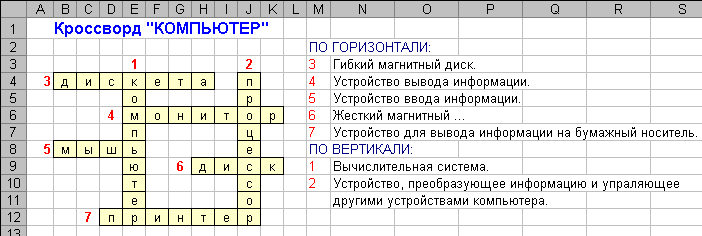 A B C D E F G H I J K L M N O P Q R S
1 Кроссворд "КОМПЬЮТЕР"
2 ПО ГОРИЗОНТАЛИ:
3 1 2 3 Гибкий магнитный диск.
4 3 д и с к е т а п 4 Устройство вывода информации.
5 о р 5 Устройство ввода информации.
6 4 м о н и т о р 6 Жесткий магнитный ...
7 п ц 7 Устройство для вывода информации на бумажный носитель.
8 5 м ы ш ь е ПО ВЕРТИКАЛИ:
9 ю 6 д и с к 1 Вычислительная система.
10 т с 2 Устройство, преобразующее информацию и упраляющее
11 е о другими устройствами компьютера.
12 7 п р и н т е р
13